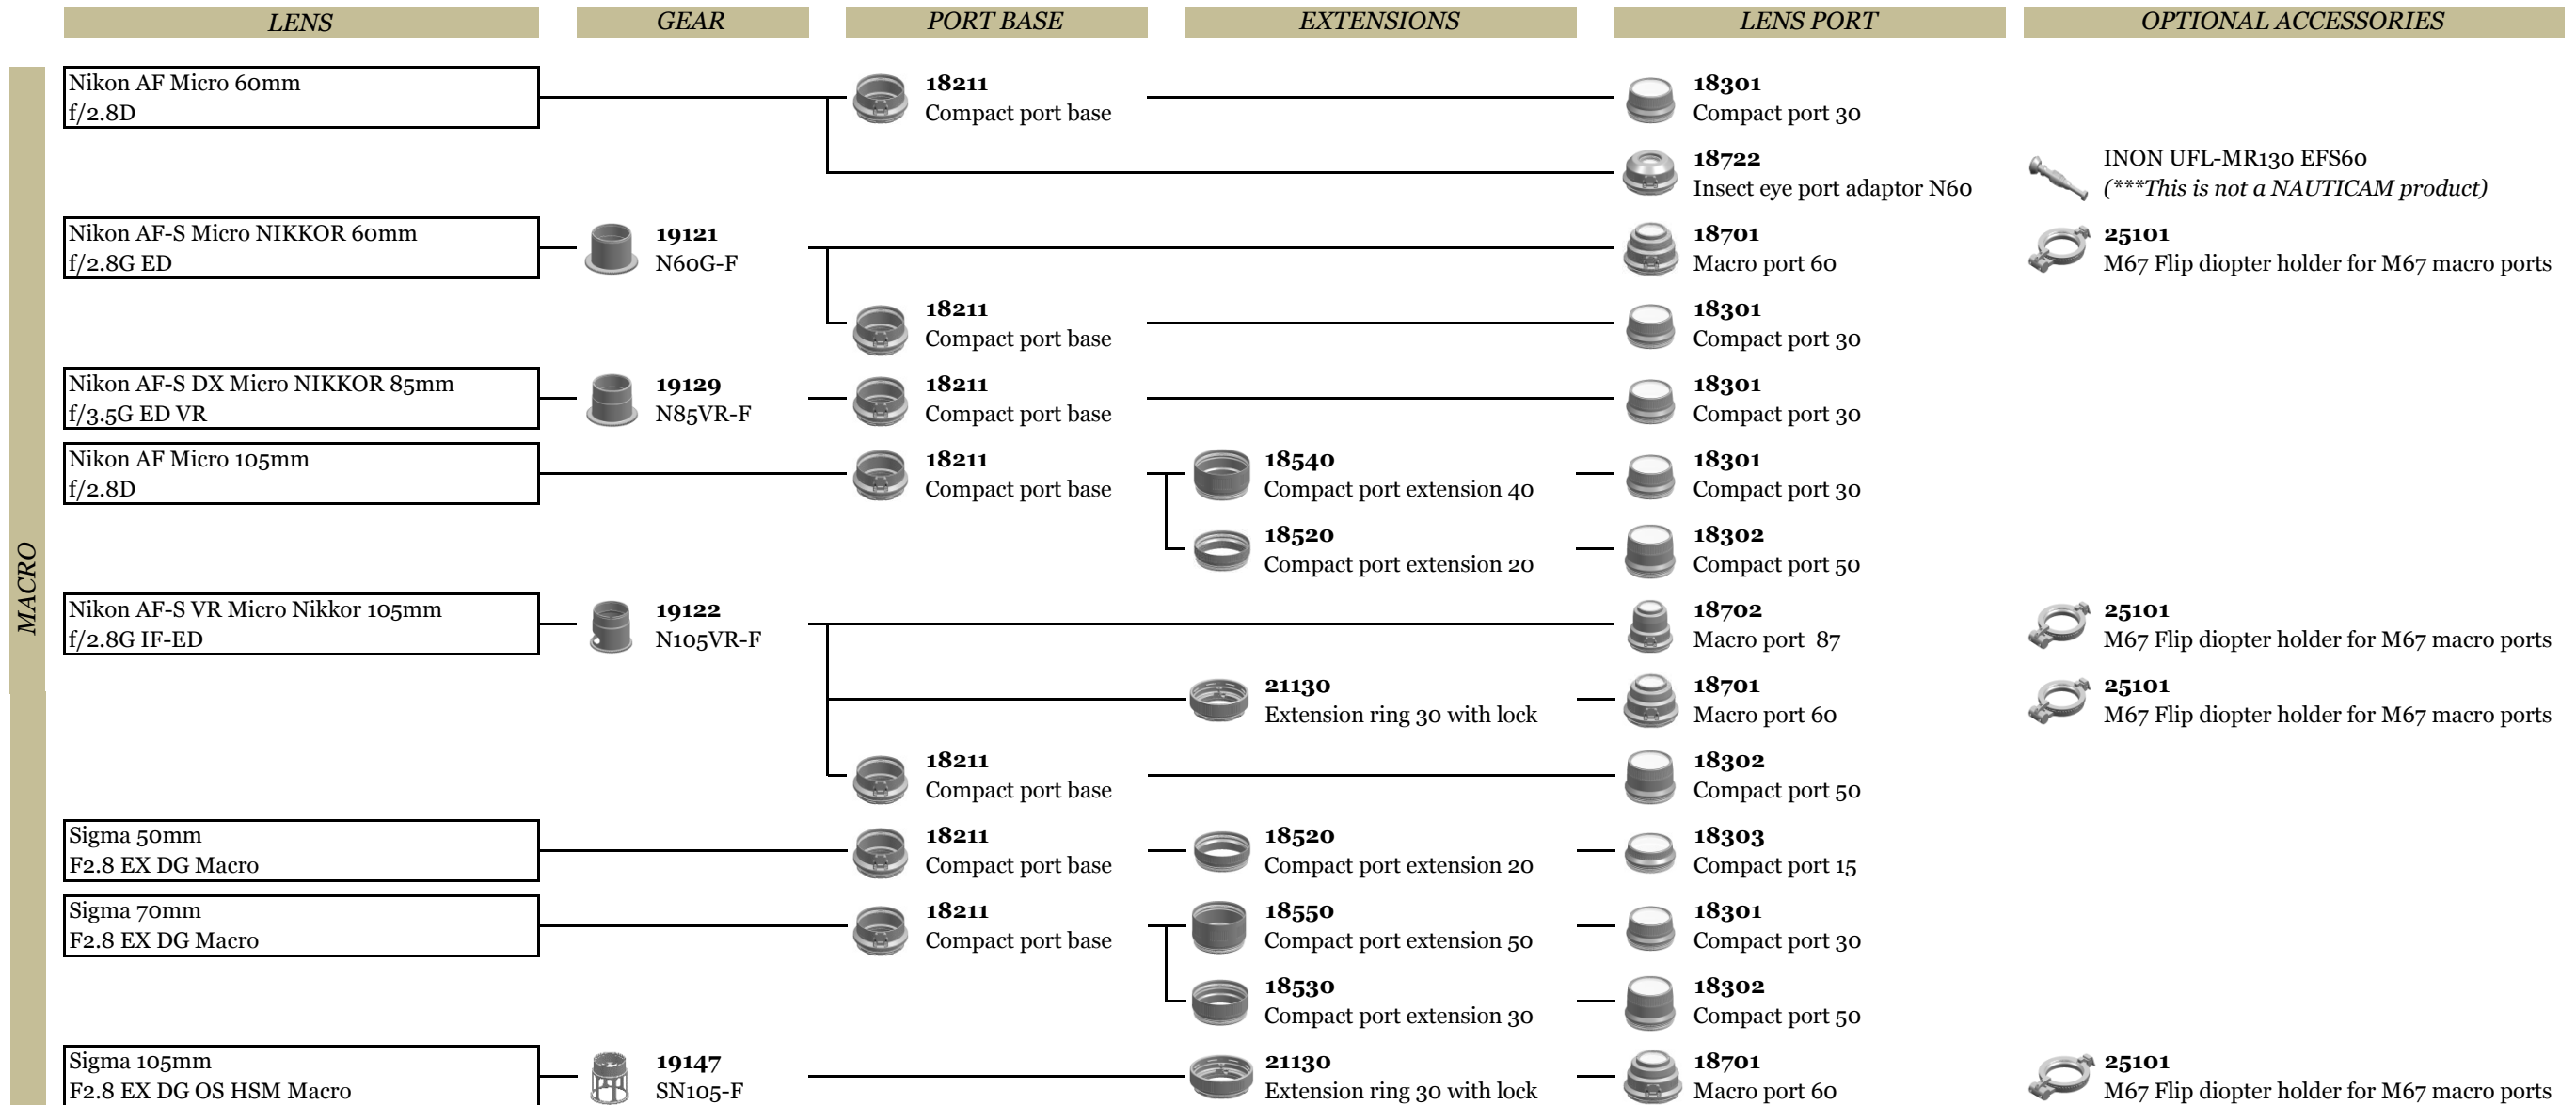 LENS
GEAR
PORT BASE
EXTENSIONS
LENS PORT
OPTIONAL ACCESSORIES
MACRO
Nikon AF Micro 60mm
f/2.8D
18211
Compact port base
18301
Compact port 30
18722
Insect eye port adaptor N60
INON UFL-MR130 EFS60
(***This is not a NAUTICAM product)
Nikon AF-S Micro NIKKOR 60mm
f/2.8G ED
19121
N60G-F
18701
Macro port 60
25101
M67 Flip diopter holder for M67 macro ports
18211
Compact port base
18301
Compact port 30
Nikon AF-S DX Micro NIKKOR 85mm
f/3.5G ED VR
19129
N85VR-F
18211
Compact port base
18301
Compact port 30
Nikon AF Micro 105mm
f/2.8D
18211
Compact port base
18540
Compact port extension 40
18301
Compact port 30
18520
Compact port extension 20
18302
Compact port 50
Nikon AF-S VR Micro Nikkor 105mm
f/2.8G IF-ED
19122
N105VR-F
18702
Macro port 87
25101
M67 Flip diopter holder for M67 macro ports
21130
Extension ring 30 with lock
18701
Macro port 60
25101
M67 Flip diopter holder for M67 macro ports
18211
Compact port base
18302
Compact port 50
Sigma 50mm
F2.8 EX DG Macro
18211
Compact port base
18520
Compact port extension 20
18303
Compact port 15
Sigma 70mm
F2.8 EX DG Macro
18211
Compact port base
18550
Compact port extension 50
18301
Compact port 30
18530
Compact port extension 30
18302
Compact port 50
Sigma 105mm
F2.8 EX DG OS HSM Macro
19147
SN105-F
21130
Extension ring 30 with lock
18701
Macro port 60
25101
M67 Flip diopter holder for M67 macro ports